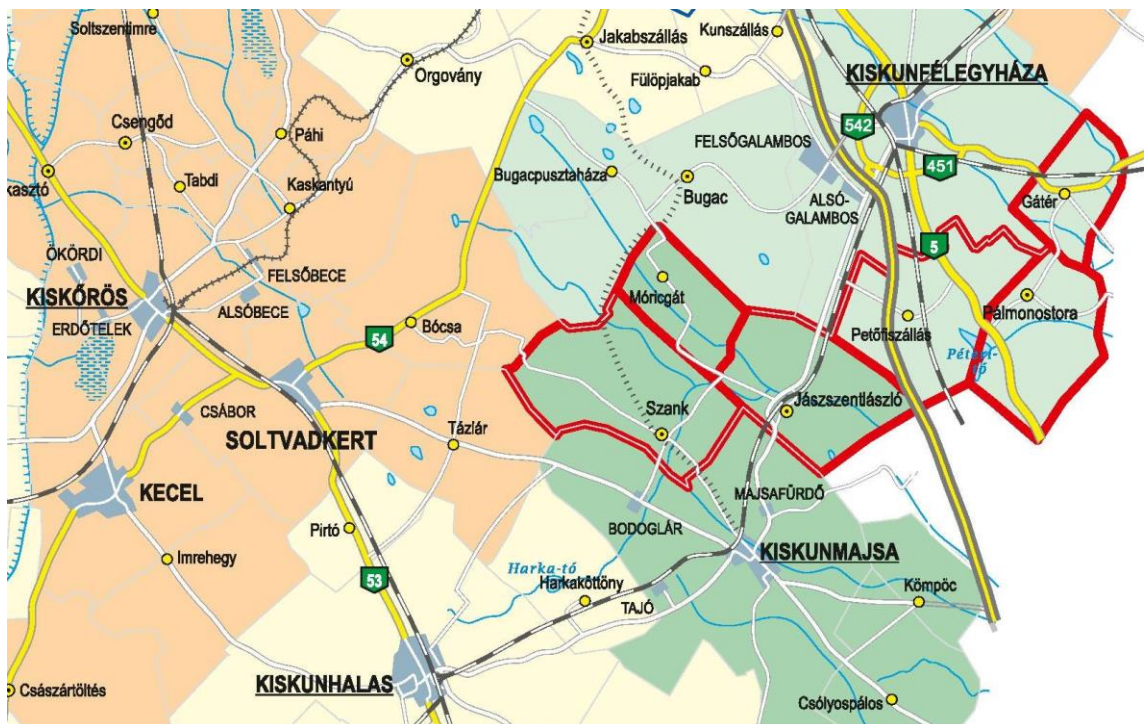 Soltszentimre
Jakabszállás
Kunszállás
Orgovány
Fülöpjakab
KISKUNFÉLEGYHÁZA
Csengőd
Páhi
542
FELSŐGALAMBOS
451
kasztó
Tabdi
Kaskantyú
Bugacpusztaháza
Bugac
ALSÓ-
GALAMBOS
Gátér
ÖKÖRDI
FELSŐBECE
5
KISKŐRÖS
ALSÓBECE
Móricgát
Pálmonostora
ERDŐTELEK
54
Bócsa
Petőfiszállás
CSÁBOR
Jászszentlászló
SOLTVADKERT
Tázlár
Szank
KECEL
MAJSAFÜRDŐ
Pirtó
BODOGLÁR
KISKUNMAJSA
Imrehegy
53
Harka-tó
Harkakötöny
Kömpöc
TAJÓ
KISKUNHALAS
Császártöltés
Csólyospálos